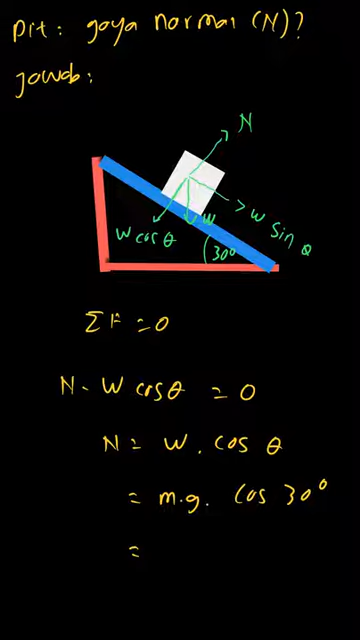 Dit: gaya normal (N)?
Jawab:
N
W
W cos θ
W sin θ
30°
ΣF = 0
N - W cos θ = 0
N = W . cos θ
= m.g. cos 30°
=